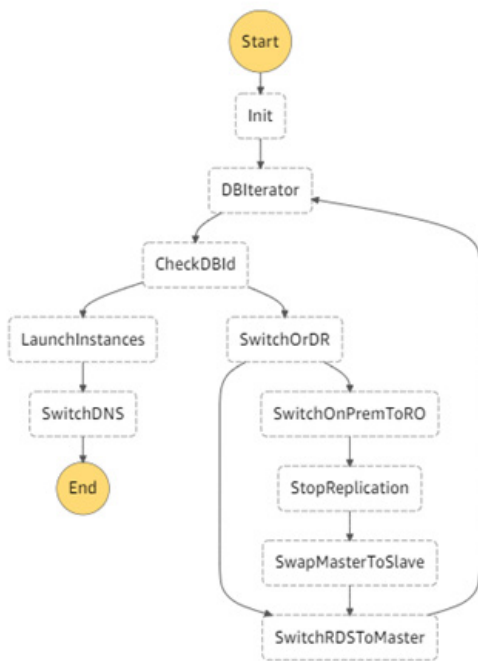 Start
Init
DBIterator
CheckDBId
LaunchInstances
SwitchOrDR
SwitchDNS
SwitchOnPremToRO
End
StopReplication
SwapMasterToSlave
SwitchRDSToMaster